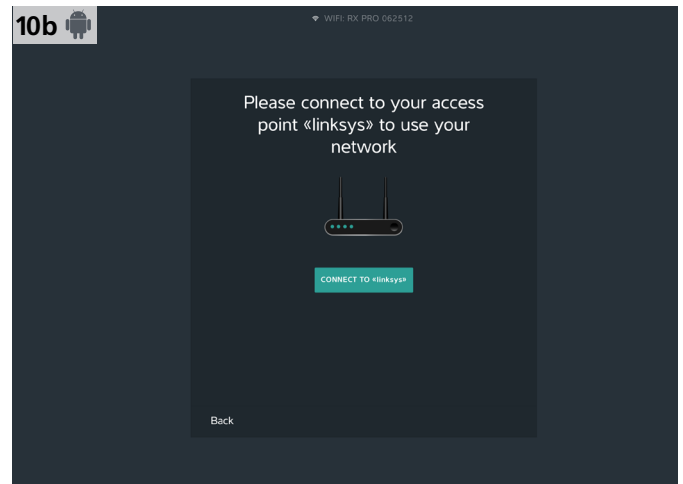 10b
WIFI: RX PRO 062512
Please connect to your access
point «linksys» to use your
network
CONNECT TO «linksys»
Back